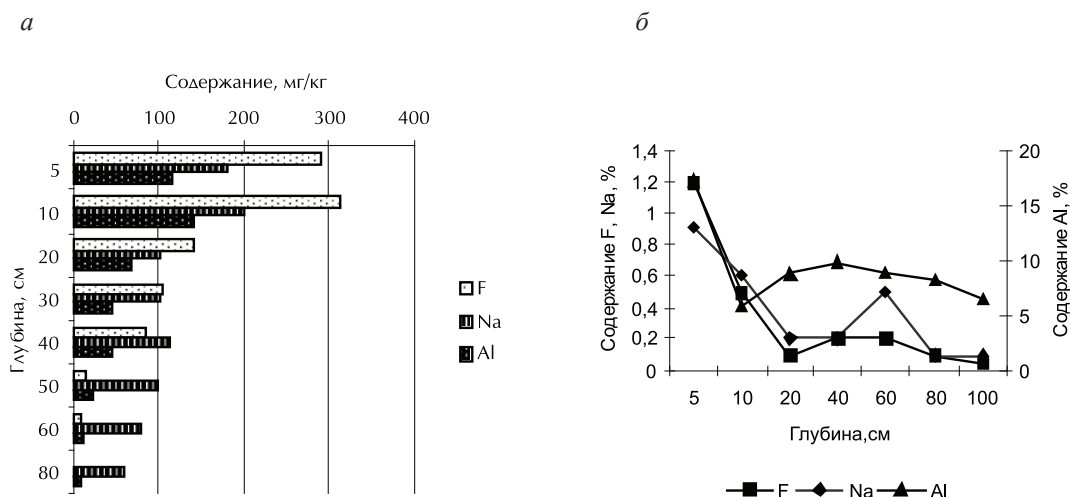 а
Содержание, мг/кг
0 100 200 300 400
Глубина, см
5
10
20
30
40
50
60
80
F
Na
Al
б
Содержание F, Na, %
1,4
1,2
1
0,8
0,6
0,4
0,2
0
20
15
10
5
0
Содержание Al, %
5 10 20 40 60 80 100
Глубина,см
F Na Al